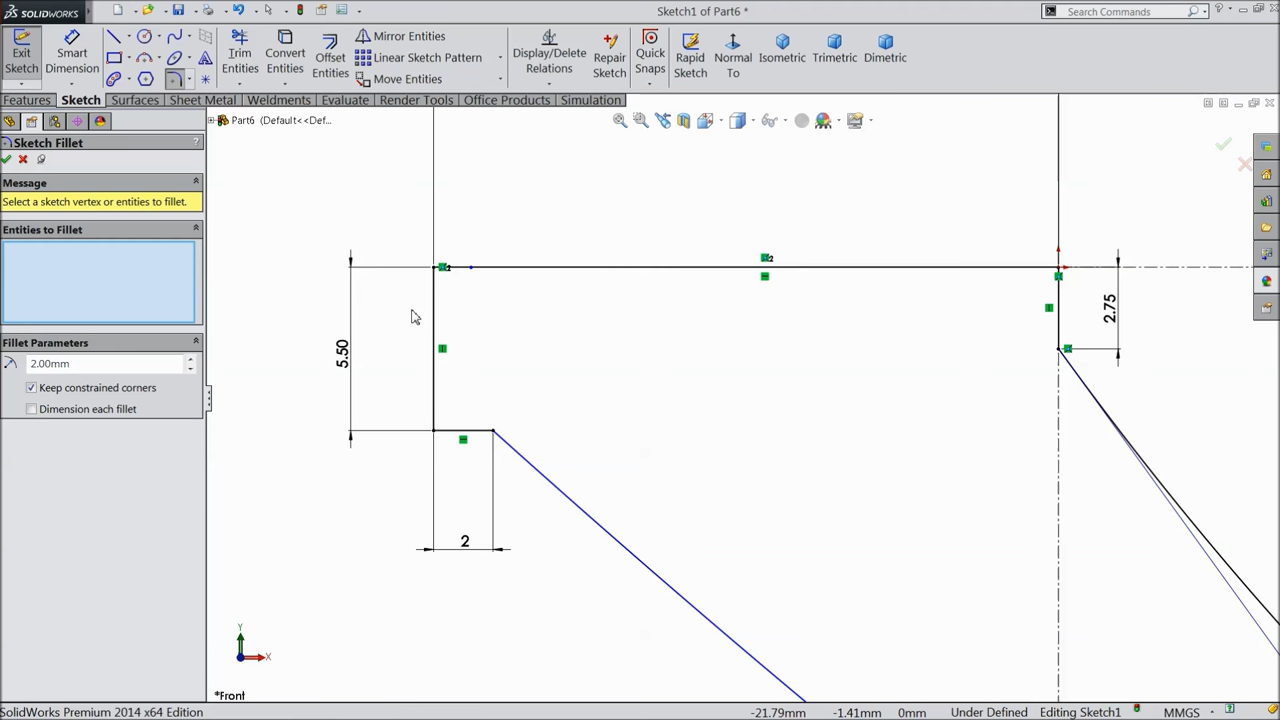 SOLIDWORKS
Sketch1 of Part6 *
Search Commands
Exit Sketch
Smart Dimension
Trim Entities
Convert Entities
Offset Entities
Mirror Entities
Linear Sketch Pattern
Move Entities
Display/Delete Relations
Repair Sketch
Quick Snaps
Rapid Sketch
Normal To
Isometric
Trimetric
Dimetric
Features
Sketch
Surfaces
Sheet Metal
Weldments
Evaluate
Render Tools
Office Products
Simulation
Part6 (Default<<Def...
Sketch Fillet
?
Message
Select a sketch vertex or entities to fillet.
Entities to Fillet
Fillet Parameters
2.00mm
Keep constrained corners
Dimension each fillet
2
2
5.50
2.75
2
Y
X
*Front
SolidWorks Premium 2014 x64 Edition
-21.79mm
-1.41mm
0mm
Under Defined
Editing Sketch1
MMGS